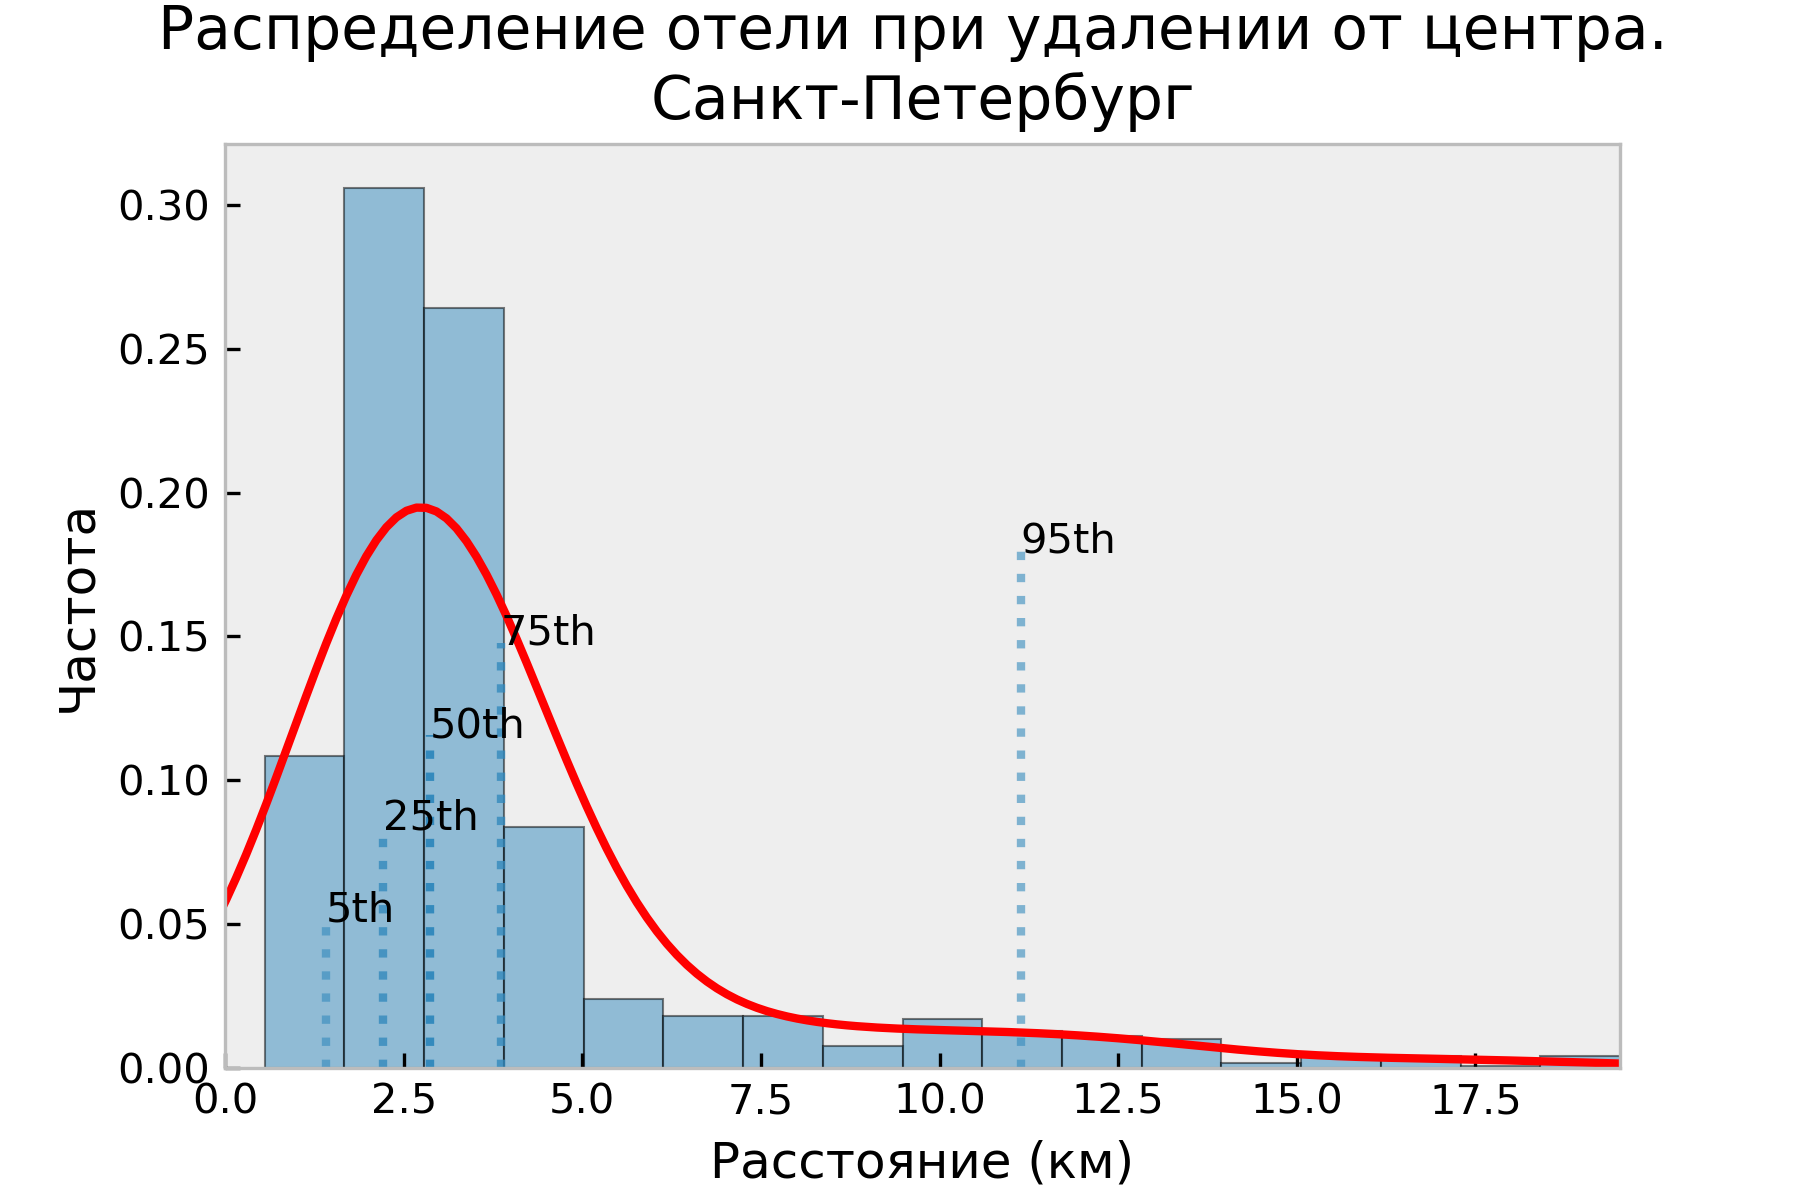 Распределение отели при удалении от центра.
Санкт-Петербург
0.30
0.25
0.20
0.15
0.10
0.05
0.00
Частота
95th
75th
50th
25th
5th
0.0 2.5 5.0 7.5 10.0 12.5 15.0 17.5
Расстояние (км)